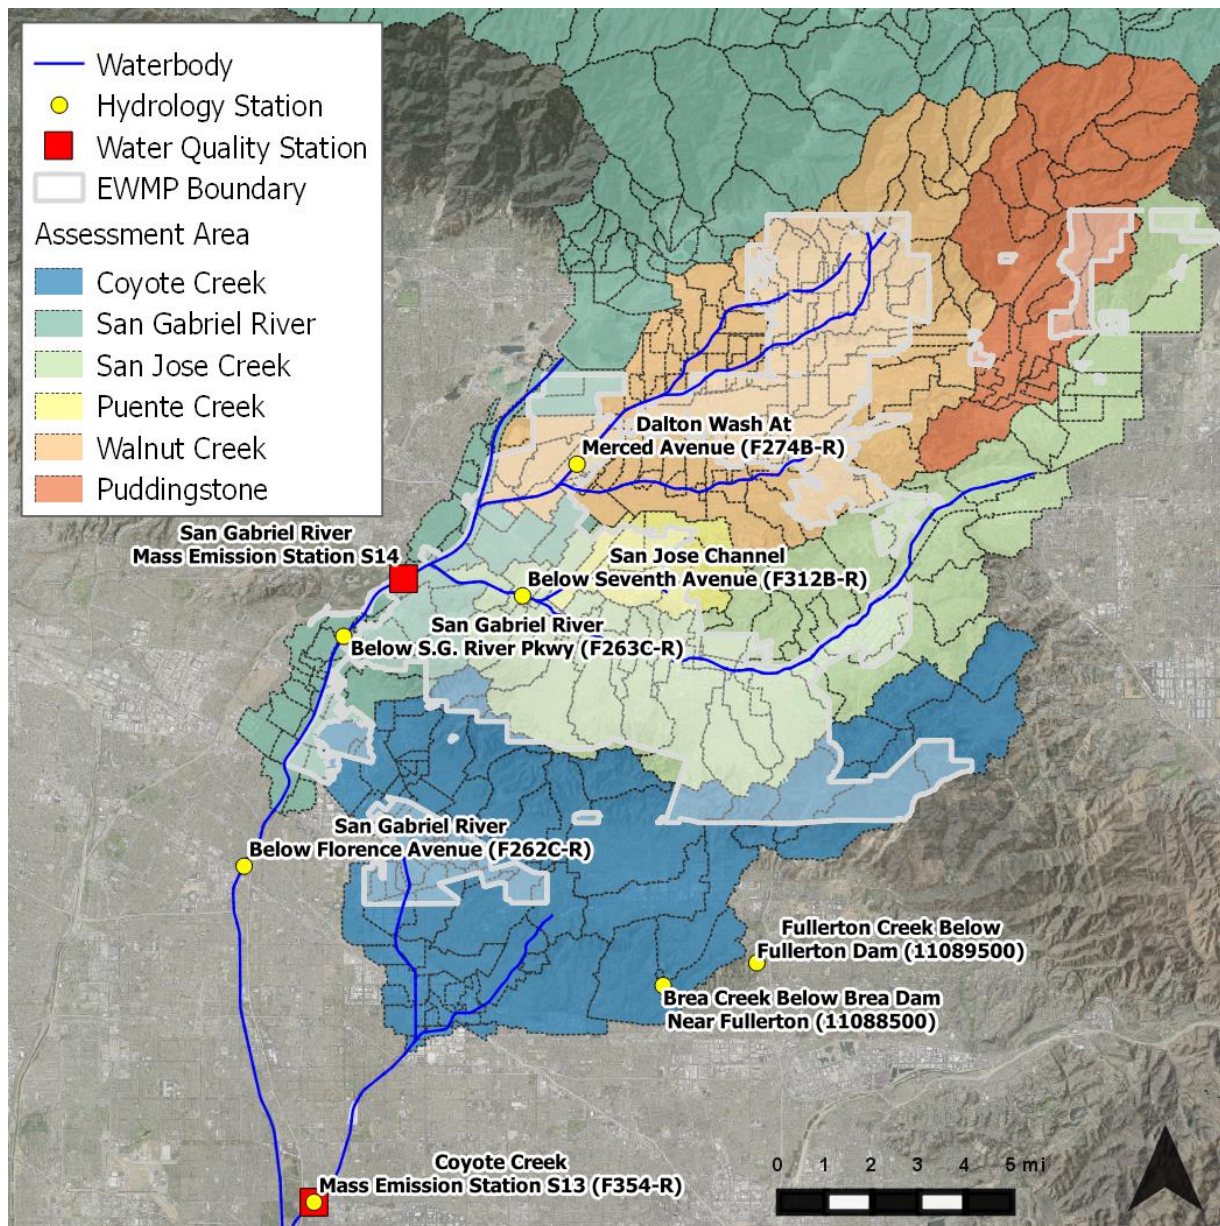 Waterbody
Hydrology Station
Water Quality Station
EWMP Boundary
Assessment Area
Coyote Creek
San Gabriel River
San Jose Creek
Puente Creek
Walnut Creek
Puddingstone
Dalton Wash At
Merced Avenue (F274B-R)
San Gabriel River
Mass Emission Station S14
San Jose Channel
Below Seventh Avenue (F312B-R)
San Gabriel River
Below S.G. River Pkwy (F263C-R)
San Gabriel River
Below Florence Avenue (F262C-R)
Fullerton Creek Below
Fullerton Dam (11089500)
Brea Creek Below Brea Dam
Near Fullerton (11088500)
Coyote Creek
Mass Emission Station S13 (F354-R)
0 1 2 3 4 5 mi